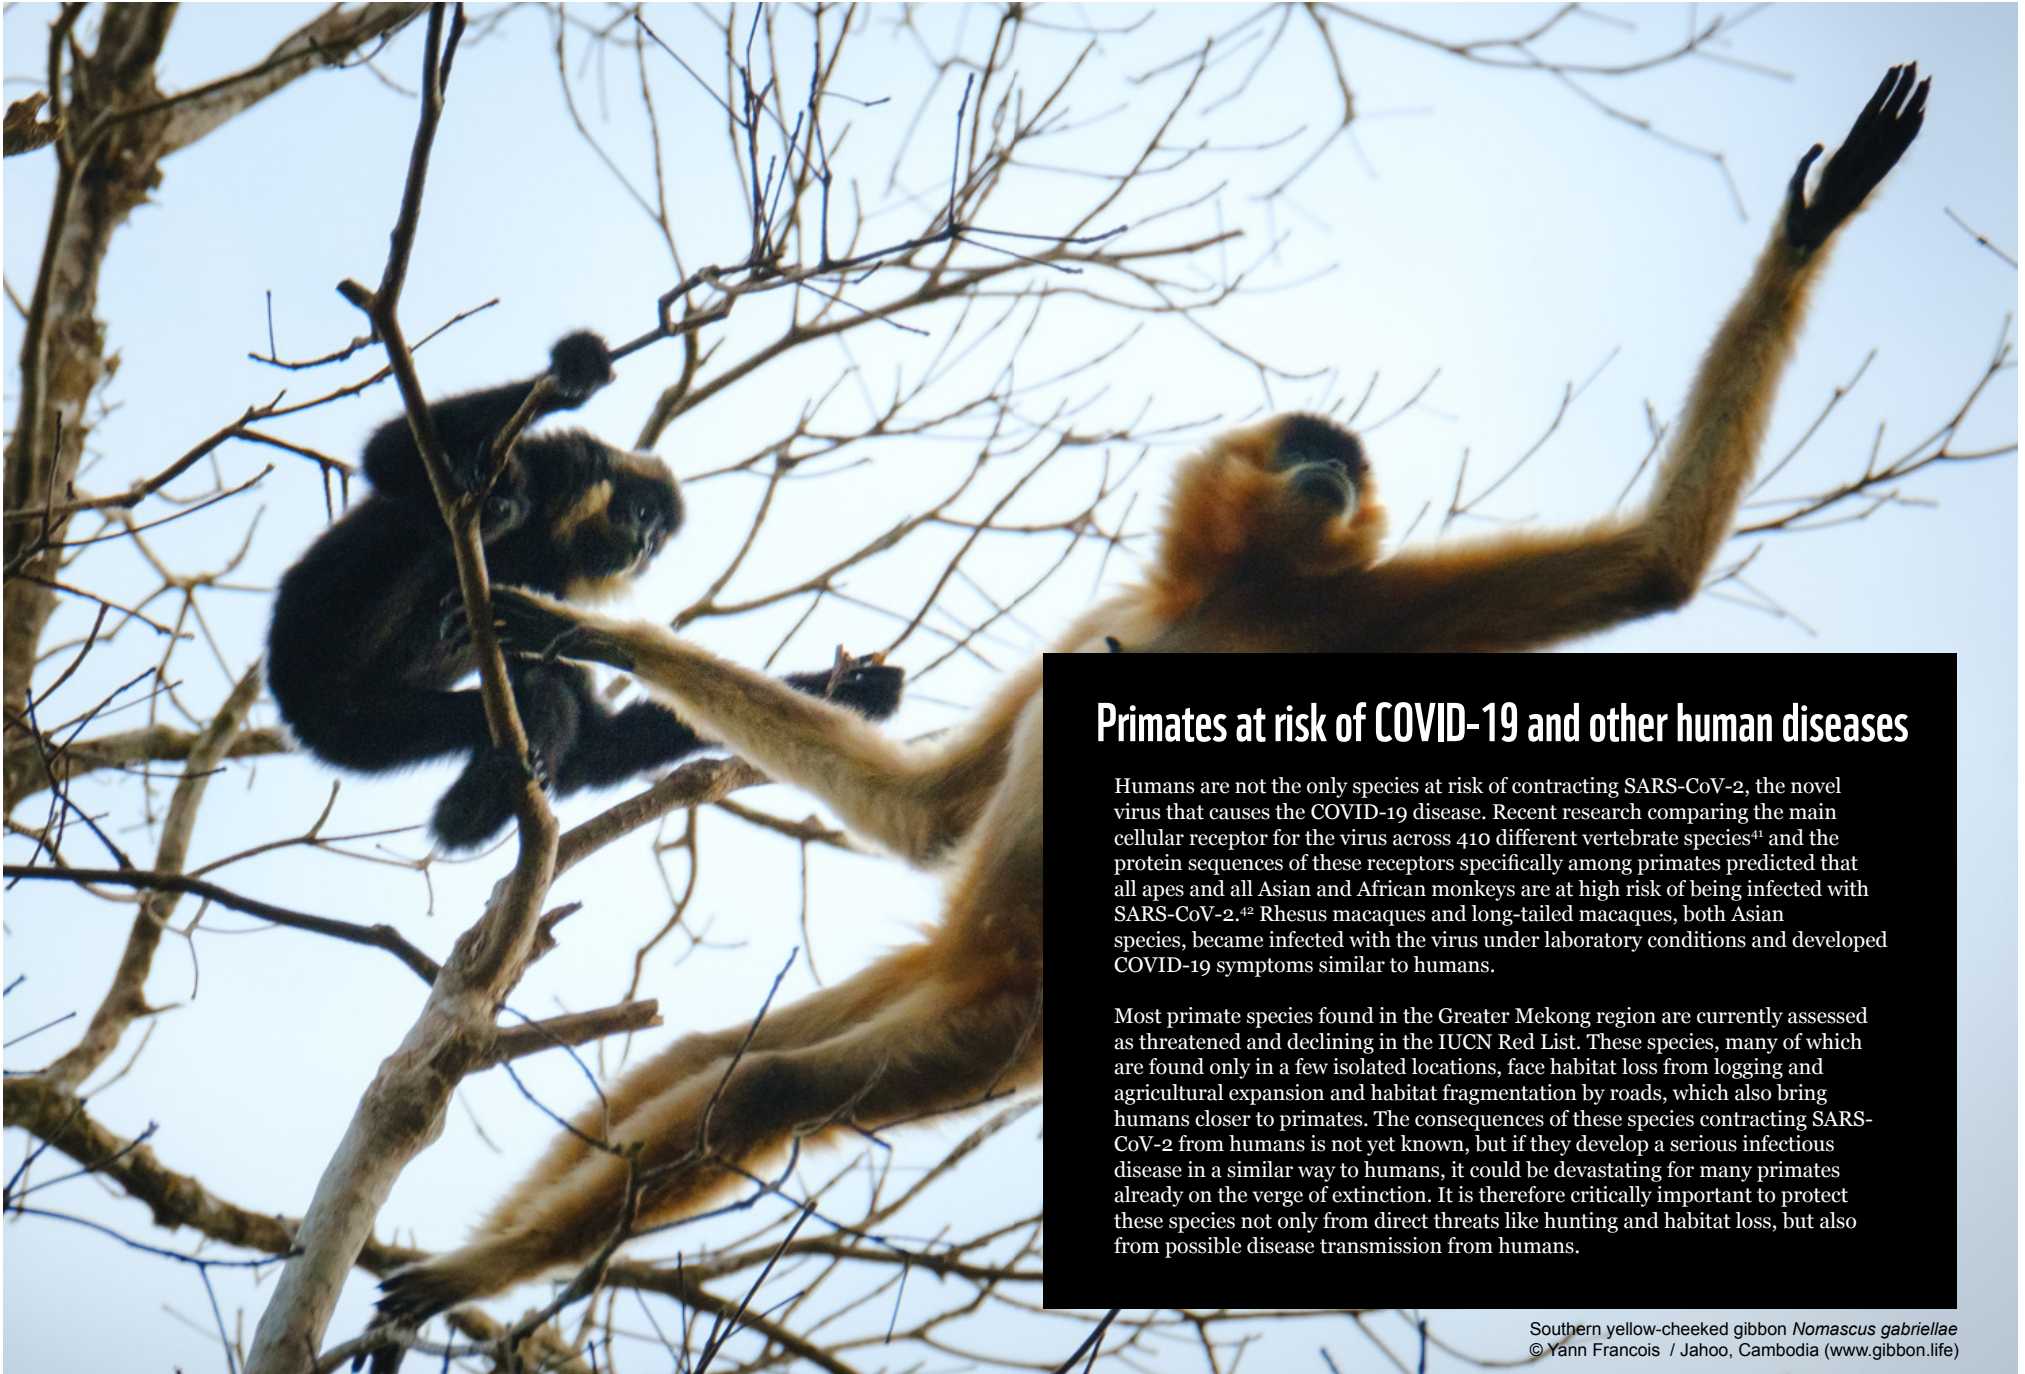 Primates at risk of COVID-19 and other human diseases
Humans are not the only species at risk of contracting SARS-CoV-2, the novel
virus that causes the COVID-19 disease. Recent research comparing the main
cellular receptor for the virus across 410 different vertebrate species⁴¹ and the
protein sequences of these receptors specifically among primates predicted that
all apes and all Asian and African monkeys are at high risk of being infected with
SARS-CoV-2.⁴² Rhesus macaques and long-tailed macaques, both Asian
species, became infected with the virus under laboratory conditions and developed
COVID-19 symptoms similar to humans.
Most primate species found in the Greater Mekong region are currently assessed
as threatened and declining in the IUCN Red List. These species, many of which
are found only in a few isolated locations, face habitat loss from logging and
agricultural expansion and habitat fragmentation by roads, which also bring
humans closer to primates. The consequences of these species contracting SARS-
CoV-2 from humans is not yet known, but if they develop a serious infectious
disease in a similar way to humans, it could be devastating for many primates
already on the verge of extinction. It is therefore critically important to protect
these species not only from direct threats like hunting and habitat loss, but also
from possible disease transmission from humans.
Southern yellow-cheeked gibbon Nomascus gabriellae
© Yann Francois / Jahoo, Cambodia (www.gibbon.life)